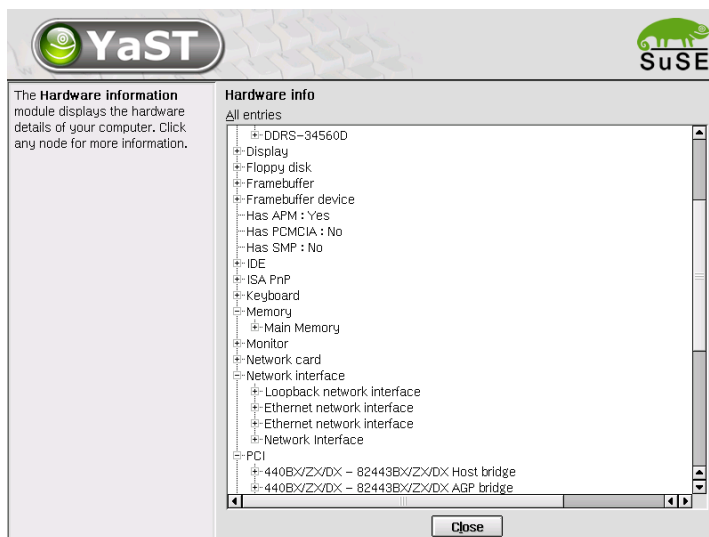 YaST
SuSE
The Hardware information
module displays the hardware
details of your computer. Click
any node for more information.
Hardware info
All entries
DDRS-34560D
Display
Floppy disk
Framebuffer
Framebuffer device
Has APM : Yes
Has PCMCIA : No
Has SMP : No
IDE
ISA PnP
Keyboard
Memory
Main Memory
Monitor
Network card
Network interface
Loopback network interface
Ethernet network interface
Ethernet network interface
Network Interface
PCI
440BX/ZX/DX - 82443BX/ZX/DX Host bridge
440BX/ZX/DX - 82443BX/ZX/DX AGP bridge
Close